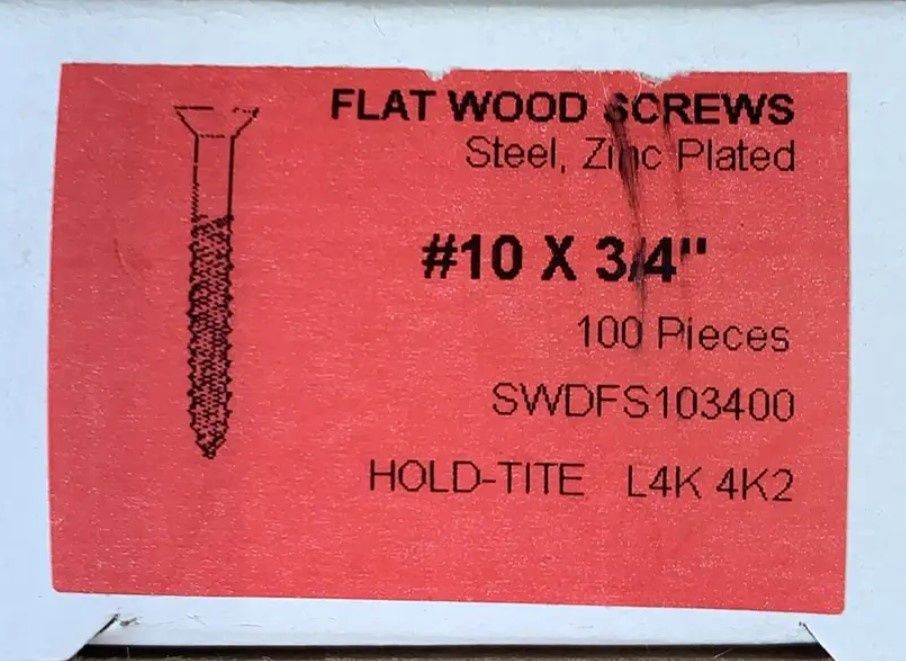 FLAT WOOD SCREWS
Steel, Zinc Plated
#10 X 3/4"
100 Pieces
SWDFS103400
HOLD-TITE L4K 4K2